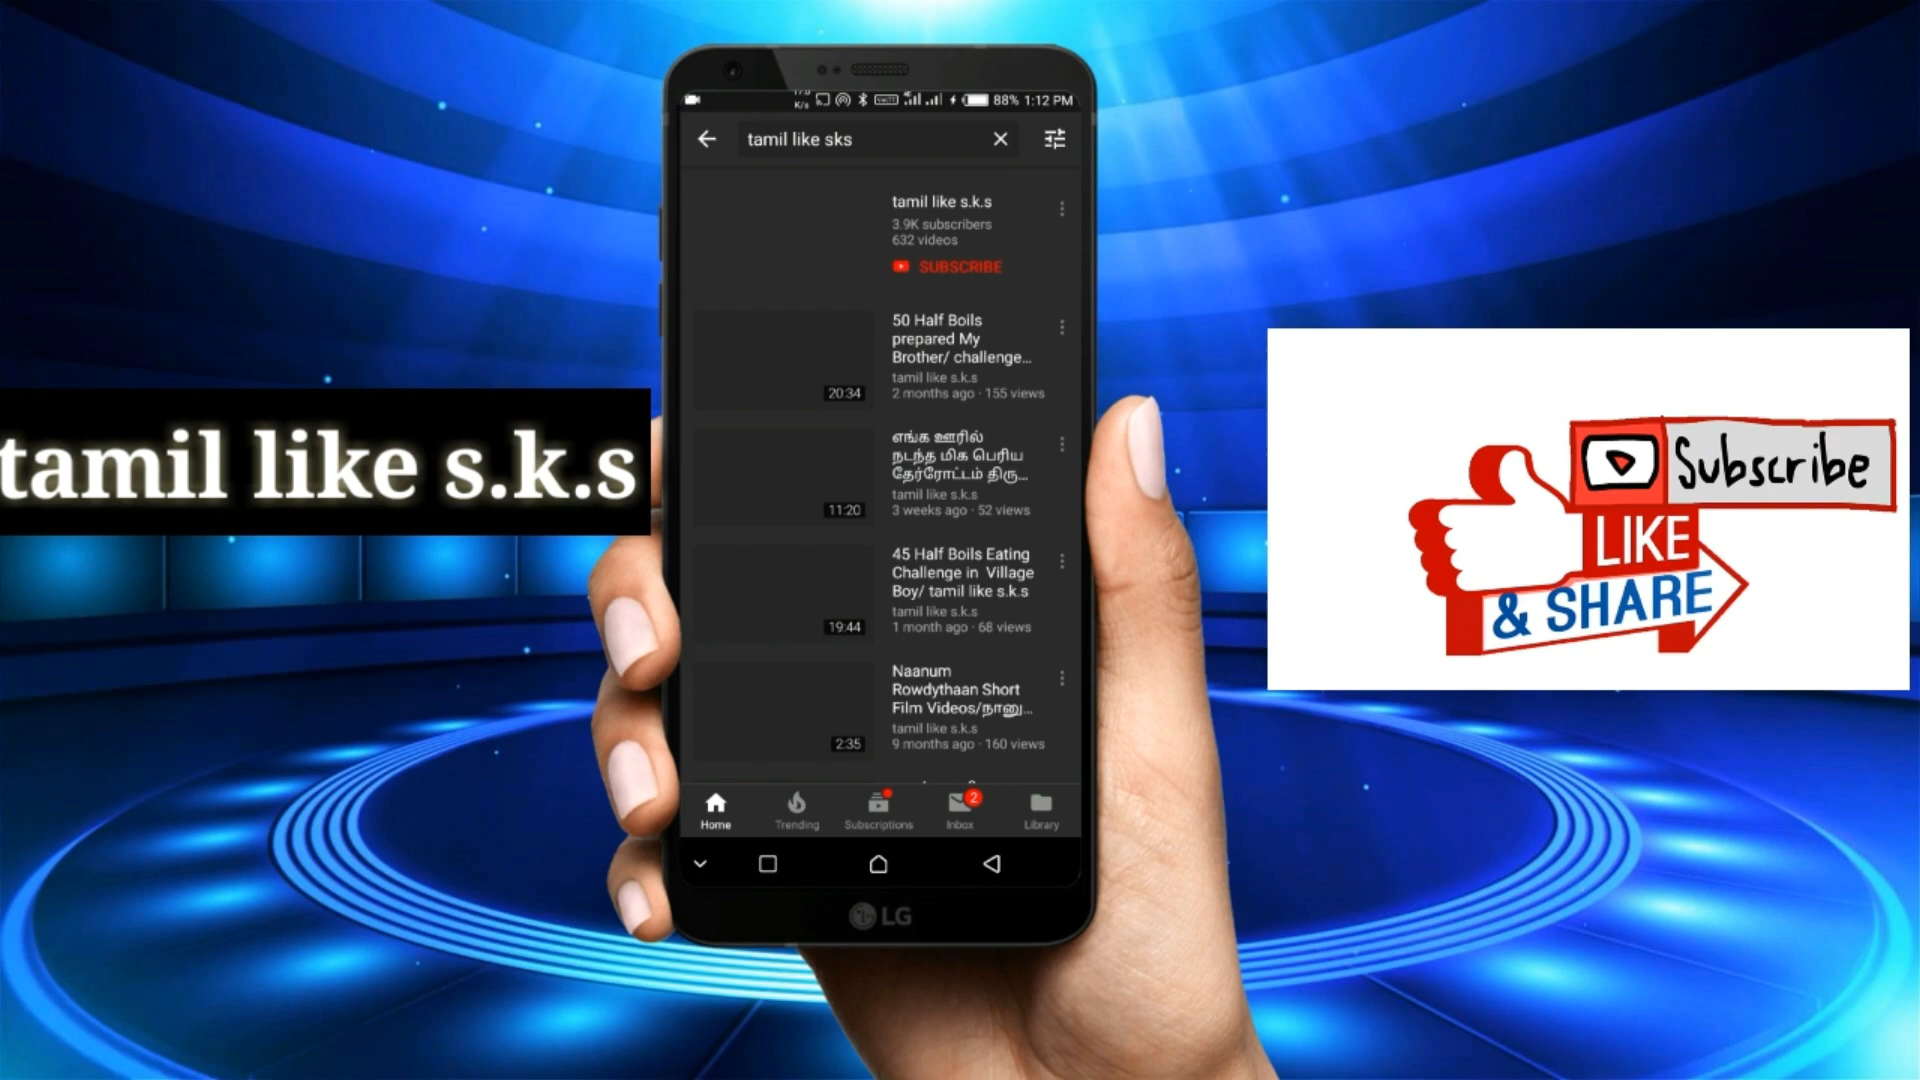 K/s 88% 1:12 PM
tamil like sks
tamil like s.k.s
3.9K subscribers
632 videos
SUBSCRIBE
50 Half Boils
prepared My
Brother/ challenge...
tamil like s.k.s
2 months ago · 155 views
20:34
எங்க ஊரில்
நடந்த மிக பெரிய
தேர்ரோட்டம் திரு...
tamil like s.k.s
3 weeks ago · 52 views
11:20
45 Half Boils Eating
Challenge in Village
Boy/ tamil like s.k.s
tamil like s.k.s
1 month ago · 68 views
19:44
Naanum
Rowdythaan Short
Film Videos/நானு...
tamil like s.k.s
9 months ago · 160 views
2:35
Home Trending Subscriptions Inbox 2 Library
LG
tamil like s.k.s
Subscribe
LIKE
& SHARE